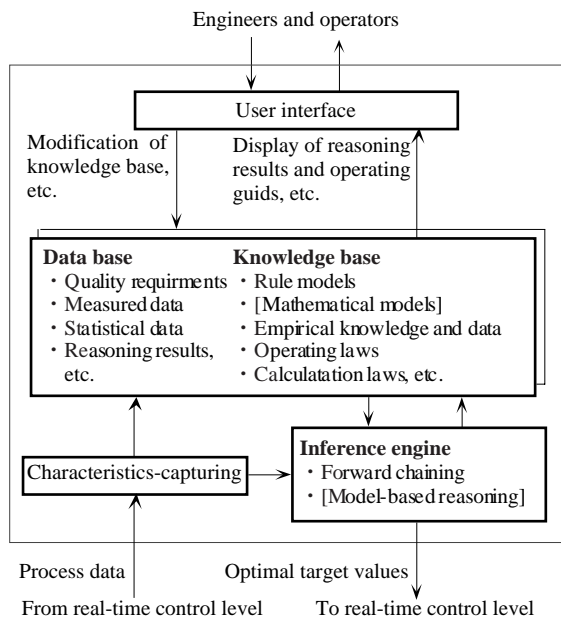 Engineers and operators
User interface
Modification of
knowledge base,
etc.
Display of reasoning
results and operating
guids, etc.
Data base
・Quality requirments
・Measured data
・Statistical data
・Reasoning results,
etc.
Knowledge base
・Rule models
・[Mathematical models]
・Empirical knowledge and data
・Operating laws
・Calculatation laws, etc.
Characteristics-capturing
Inference engine
・Forward chaining
・[Model-based reasoning]
Process data
Optimal target values
From real-time control level
To real-time control level